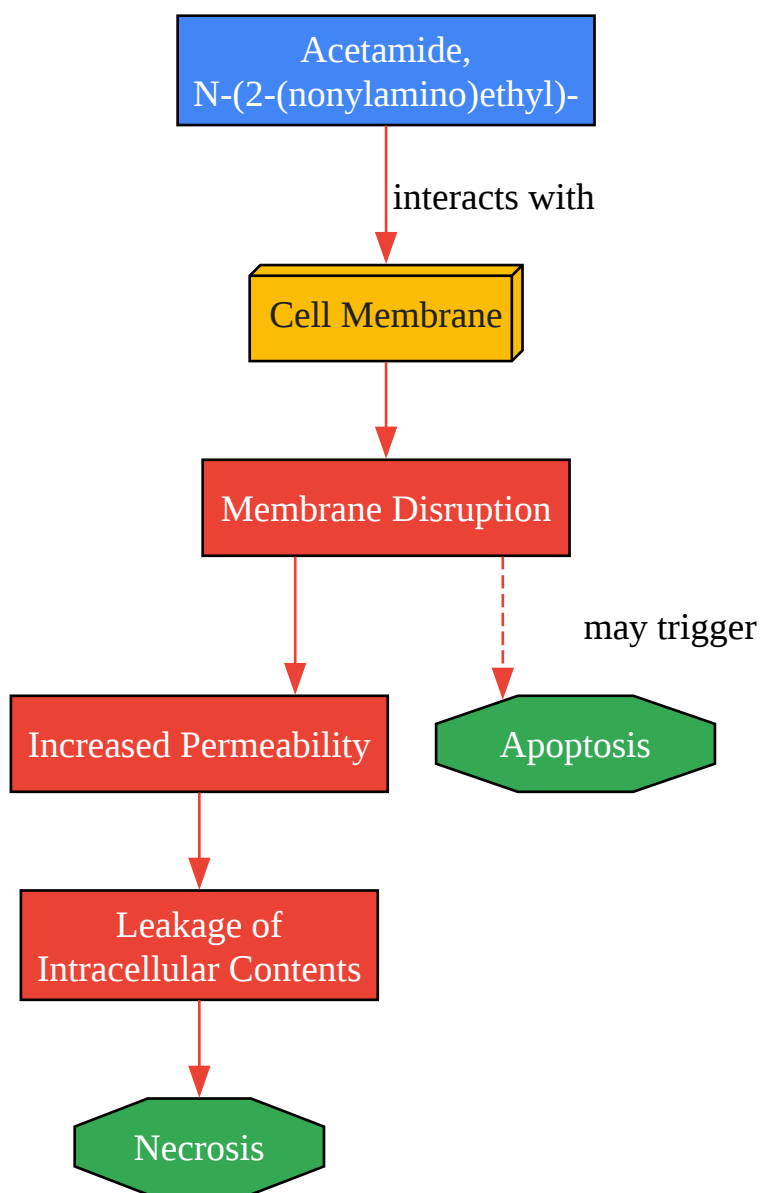 Acetamide,
N-(2-(nonylamino)ethyl)-
interacts with
Cell Membrane
Membrane Disruption
may trigger
Increased Permeability
Apoptosis
Leakage of
Intracellular Contents
Necrosis